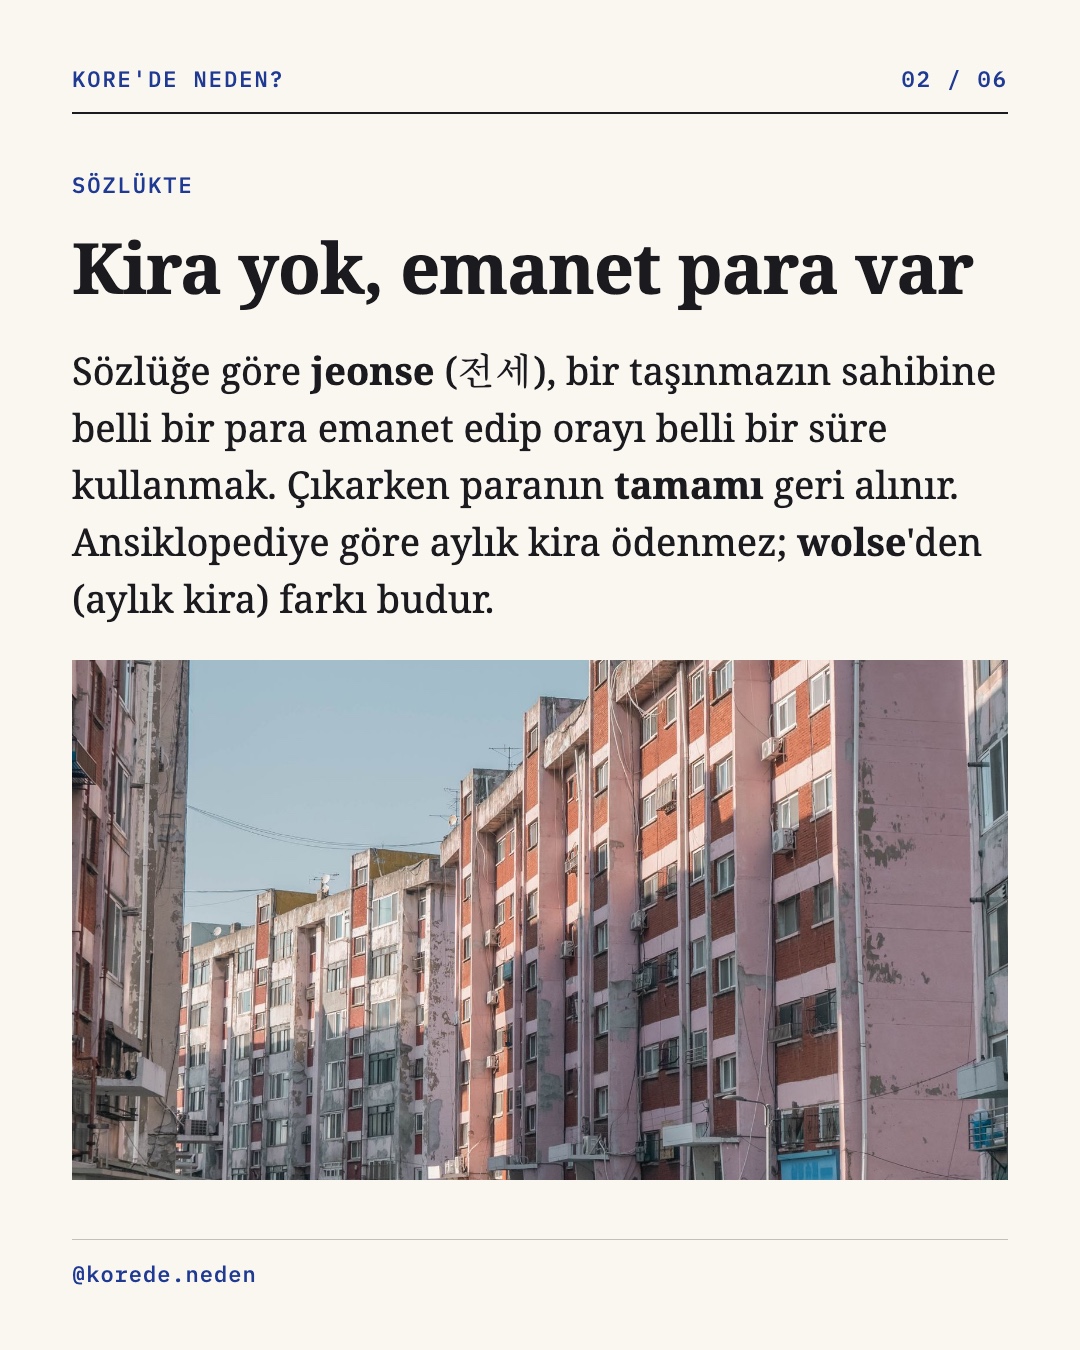 KORE'DE NEDEN?
02 / 06
SÖZLÜKTE
Kira yok, emanet para var
Sözlüğe göre jeonse (전세), bir taşınmazın sahibine
belli bir para emanet edip orayı belli bir süre
kullanmak. Çıkarken paranın tamamı geri alınır.
Ansiklopediye göre aylık kira ödenmez; wolse'den
(aylık kira) farkı budur.
@korede.neden